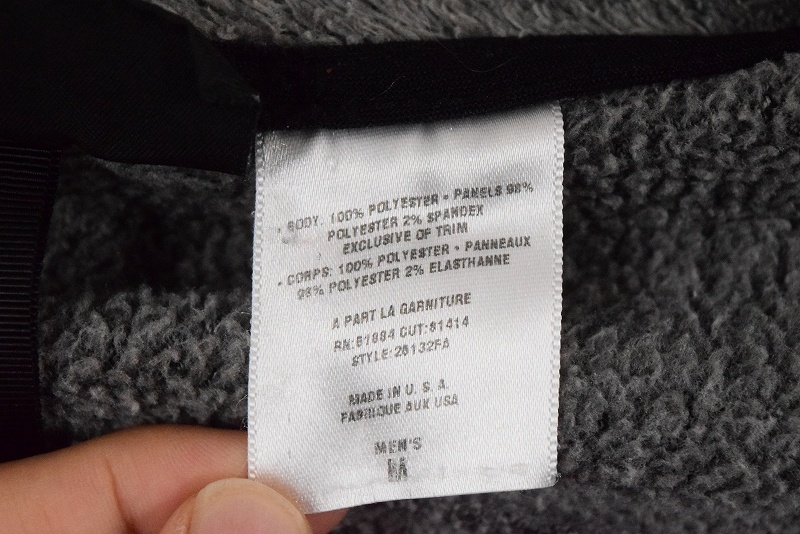 • BODY: 100% POLYESTER • PANELS 98%
POLYESTER 2% SPANDEX
EXCLUSIVE OF TRIM
• CORPS: 100% POLYESTER • PANNEAUX
98% POLYESTER 2% ELASTHANNE
A PART LA GARNITURE
RN:51884 CUT:81414
STYLE:26132FA
MADE IN U. S. A.
FABRIQUE AUX USA
MEN'S
M